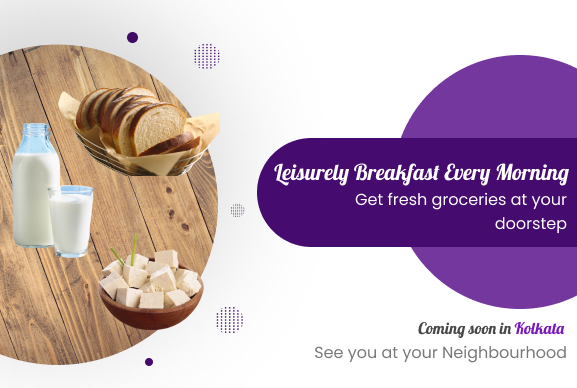 Leisurely Breakfast Every Morning
Get fresh groceries at your
doorstep
Coming soon in Kolkata
See you at your Neighbourhood